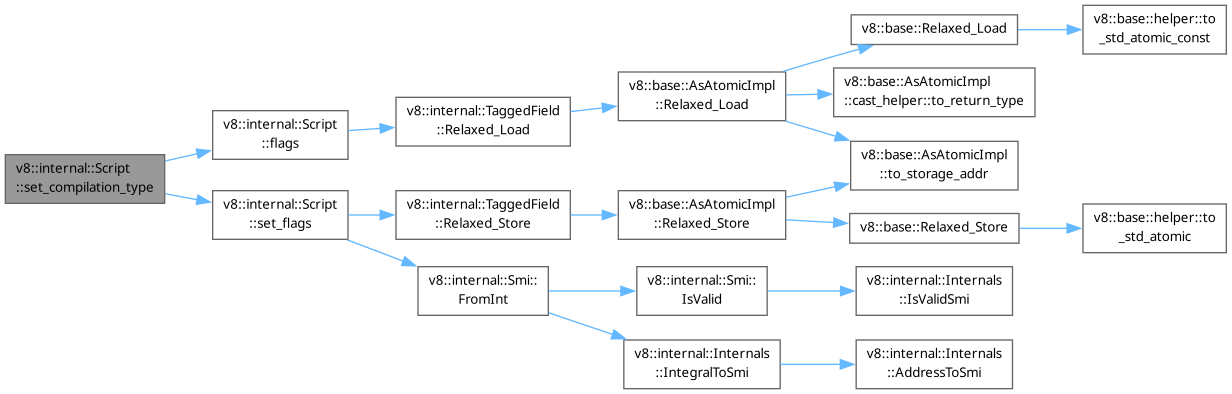 v8::internal::Script
::set_compilation_type
v8::internal::Script
::flags
v8::internal::TaggedField
::Relaxed_Load
v8::base::AsAtomicImpl
::Relaxed_Load
v8::base::Relaxed_Load
v8::base::helper::to
_std_atomic_const
v8::base::AsAtomicImpl
::cast_helper::to_return_type
v8::base::AsAtomicImpl
::to_storage_addr
v8::internal::Script
::set_flags
v8::internal::TaggedField
::Relaxed_Store
v8::base::AsAtomicImpl
::Relaxed_Store
v8::base::Relaxed_Store
v8::base::helper::to
_std_atomic
v8::internal::Smi::
FromInt
v8::internal::Smi::
IsValid
v8::internal::Internals
::IsValidSmi
v8::internal::Internals
::IntegralToSmi
v8::internal::Internals
::AddressToSmi